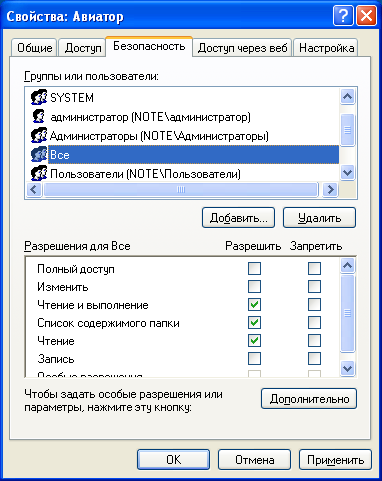 Свойства: Авиатор
Общие Доступ Безопасность Доступ через веб Настройка
Группы или пользователи:
SYSTEM
администратор (NOTE\администратор)
Администраторы (NOTE\Администраторы)
Все
Пользователи (NOTE\Пользователи)
Добавить... Удалить
Разрешения для Все Разрешить Запретить
Полный доступ
Изменить
Чтение и выполнение
Список содержимого папки
Чтение
Запись
Особые разрешения
Чтобы задать особые разрешения или
параметры, нажмите эту кнопку:
Дополнительно
OK Отмена Применить